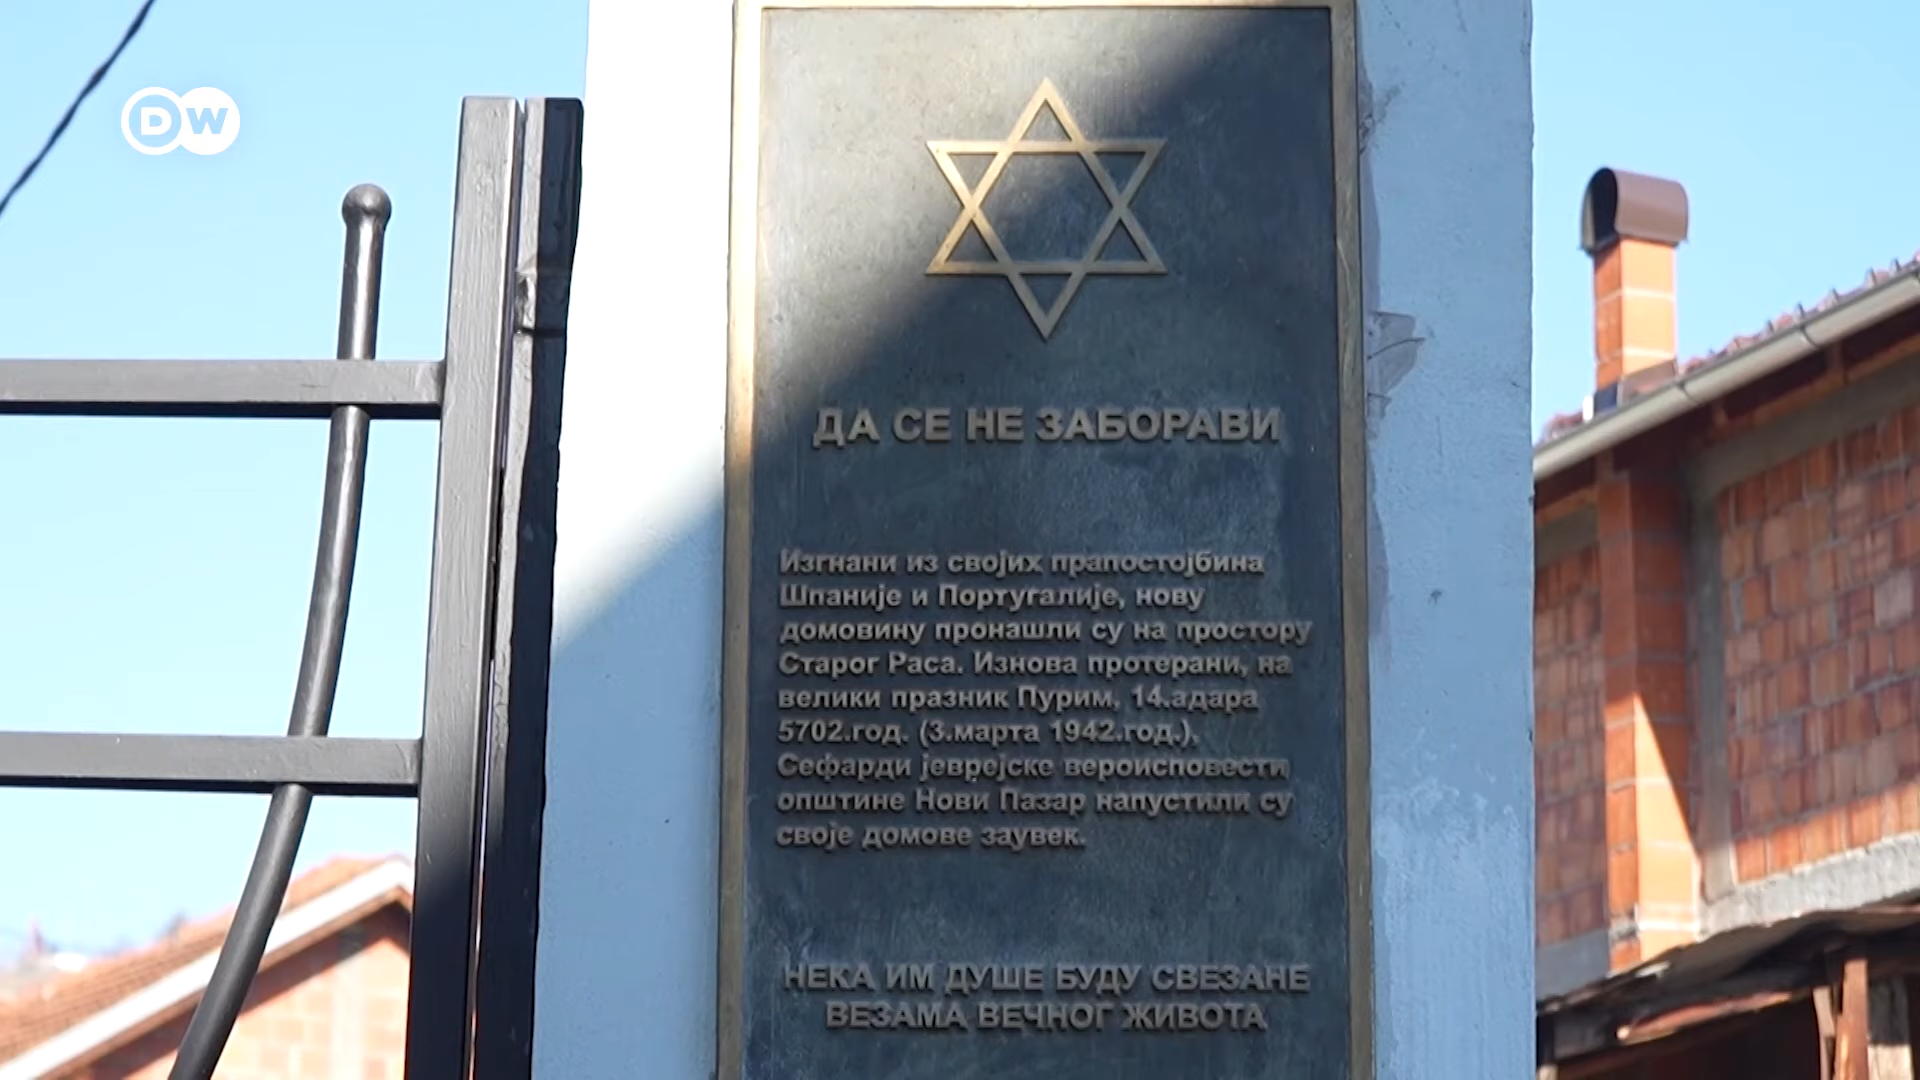 DW
ДА СЕ НЕ ЗАБОРАВИ
Изгнани из својих прапостојбина
Шпаније и Португалије, нову
домовину пронашли су на простору
Старог Раса. Изнова протерани, на
велики празник Пурим, 14.адара
5702.год. (3.марта 1942.год.).
Сефарди јеврејске вероисповести
општине Нови Пазар напустили су
своје домове заувек.
НЕКА ИМ ДУШЕ БУДУ СВЕЗАНЕ
ВЕЗАМА ВЕЧНОГ ЖИВОТА